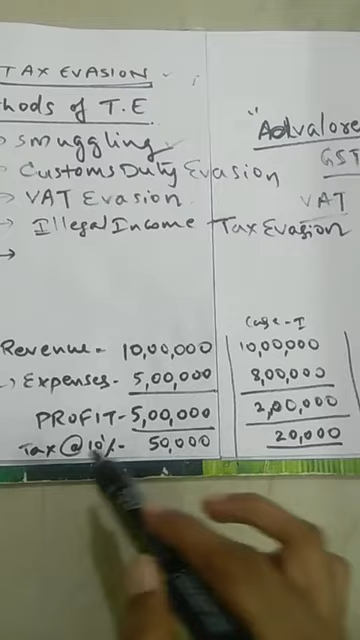 TAX EVASION
hods of T.E
Smuggling
Customs Duty Evasion
VAT Evasion
Illegal Income Tax Evasion
→
"Advalore
GST
VAT
Case-I
Revenue - 10,00,000 10,00,000
(-) Expenses - 5,00,000 8,00,000
PROFIT - 5,00,000 2,00,000
Tax @ 10% - 50,000 20,000